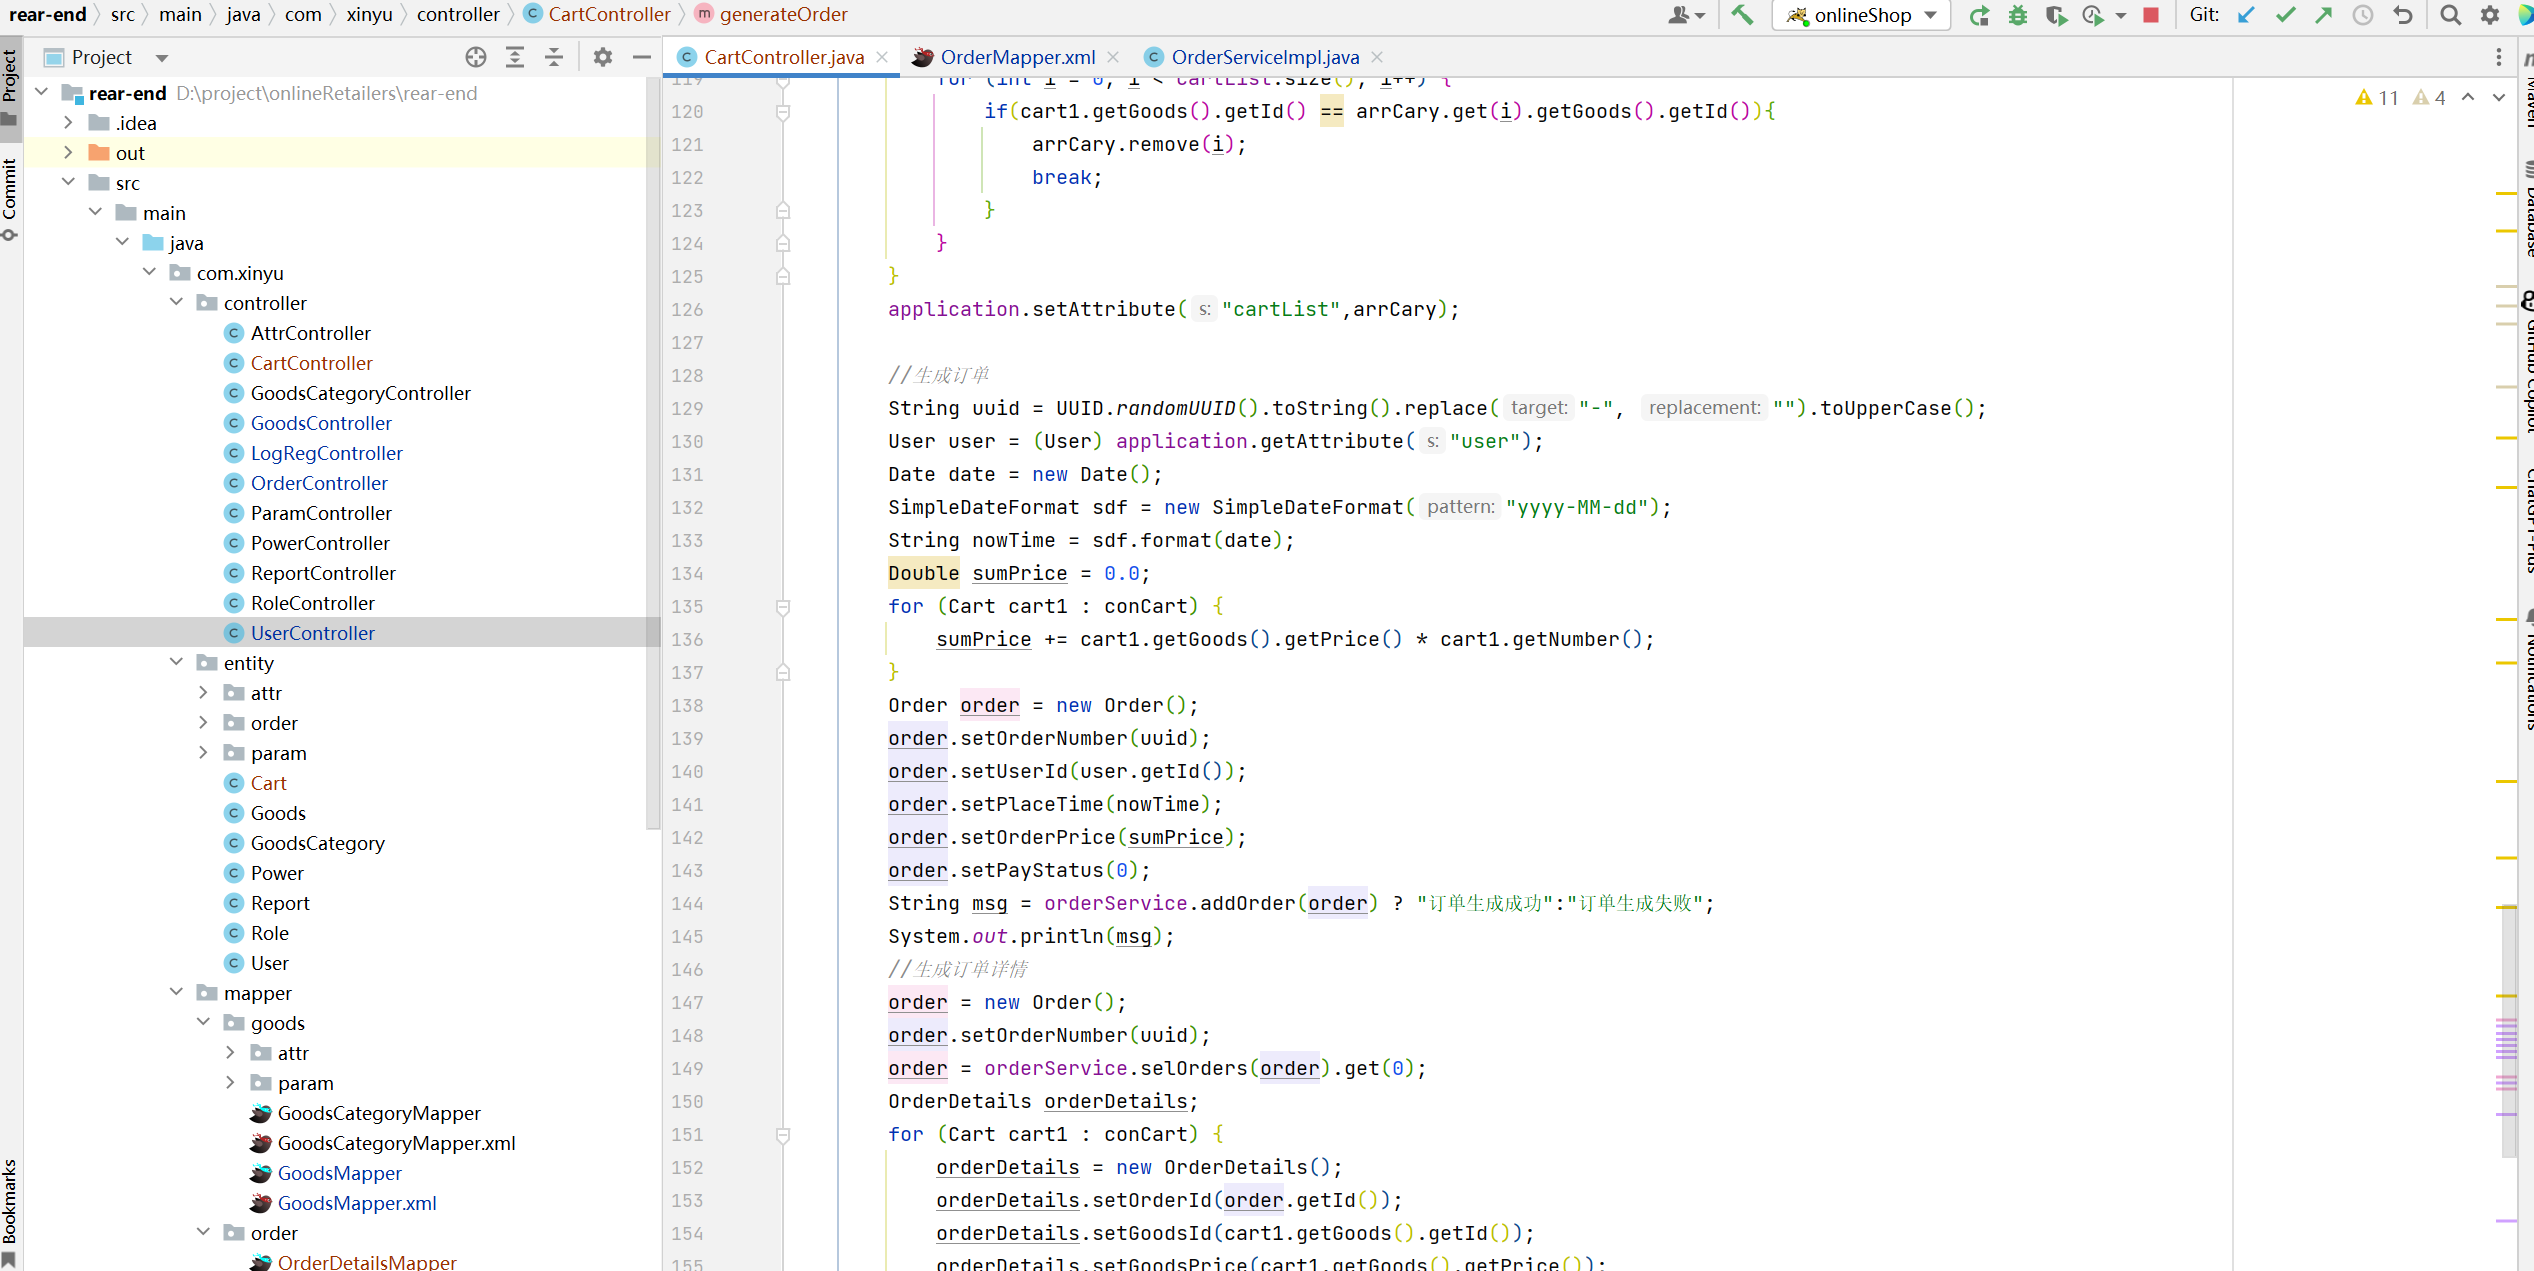 rear-end src main java com xinyu controller CartController generateOrder
onlineShop Git:
Project
CartController.java OrderMapper.xml OrderServiceImpl.java
Project
Commit
Bookmarks
rear-end D:\project\onlineRetailers\rear-end
.idea
out
src
main
java
com.xinyu
controller
AttrController
CartController
GoodsCategoryController
GoodsController
LogRegController
OrderController
ParamController
PowerController
ReportController
RoleController
UserController
entity
attr
order
param
Cart
Goods
GoodsCategory
Power
Report
Role
User
mapper
goods
attr
param
GoodsCategoryMapper
GoodsCategoryMapper.xml
GoodsMapper
GoodsMapper.xml
order
OrderDetailsMapper
11 4
119 for (int i = 0; i < cartList.size(); i++) {
120 if(cart1.getGoods().getId() == arrCary.get(i).getGoods().getId()){
121 arrCary.remove(i);
122 break;
123 }
124 }
125 }
126 application.setAttribute( s: "cartList",arrCary);
127
128 //生成订单
129 String uuid = UUID.randomUUID().toString().replace( target: "-", replacement: "").toUpperCase();
130 User user = (User) application.getAttribute( s: "user");
131 Date date = new Date();
132 SimpleDateFormat sdf = new SimpleDateFormat( pattern: "yyyy-MM-dd");
133 String nowTime = sdf.format(date);
134 Double sumPrice = 0.0;
135 for (Cart cart1 : conCart) {
136 sumPrice += cart1.getGoods().getPrice() * cart1.getNumber();
137 }
138 Order order = new Order();
139 order.setOrderNumber(uuid);
140 order.setUserId(user.getId());
141 order.setPlaceTime(nowTime);
142 order.setOrderPrice(sumPrice);
143 order.setPayStatus(0);
144 String msg = orderService.addOrder(order) ? "订单生成成功":"订单生成失败";
145 System.out.println(msg);
146 //生成订单详情
147 order = new Order();
148 order.setOrderNumber(uuid);
149 order = orderService.selOrders(order).get(0);
150 OrderDetails orderDetails;
151 for (Cart cart1 : conCart) {
152 orderDetails = new OrderDetails();
153 orderDetails.setOrderId(order.getId());
154 orderDetails.setGoodsId(cart1.getGoods().getId());
155 orderDetails.setGoodsPrice(cart1.getGoods().getPrice());
Maven
Database
GitHub Copilot
Notifications